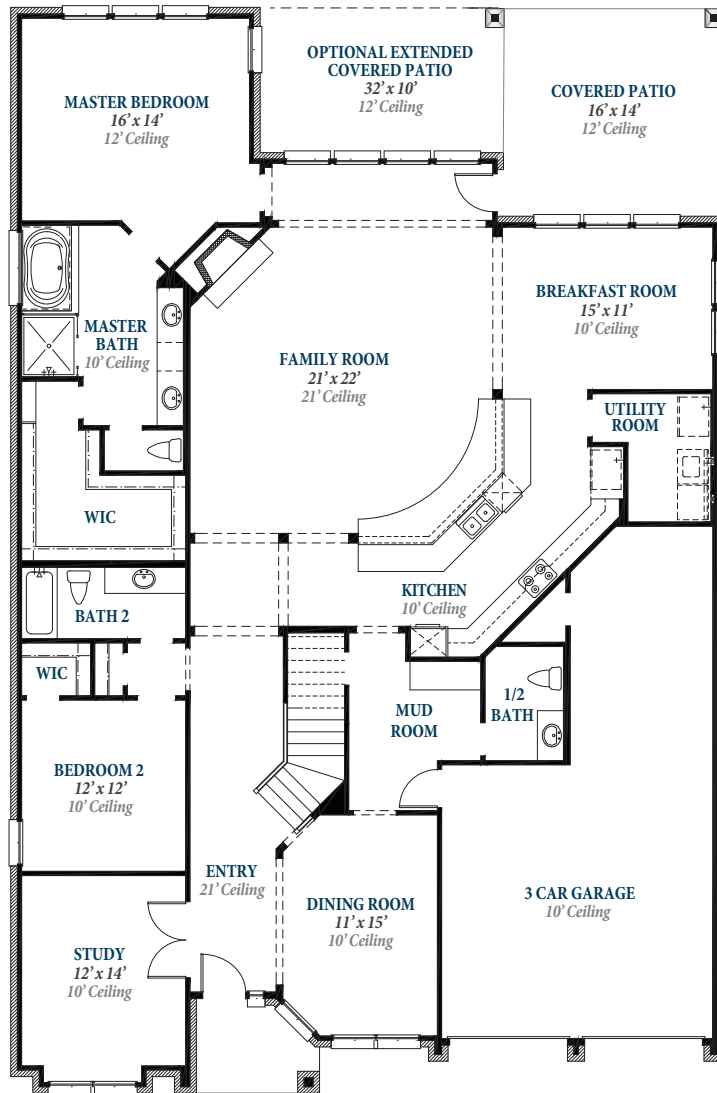 MASTER BEDROOM
16' x 14'
12' Ceiling
OPTIONAL EXTENDED
COVERED PATIO
32' x 10'
12' Ceiling
COVERED PATIO
16' x 14'
12' Ceiling
MASTER
BATH
10' Ceiling
FAMILY ROOM
21' x 22'
21' Ceiling
BREAKFAST ROOM
15' x 11'
10' Ceiling
UTILITY
ROOM
WIC
KITCHEN
10' Ceiling
BATH 2
WIC
MUD
ROOM
1/2
BATH
BEDROOM 2
12' x 12'
10' Ceiling
ENTRY
21' Ceiling
DINING ROOM
11' x 15'
10' Ceiling
3 CAR GARAGE
10' Ceiling
STUDY
12' x 14'
10' Ceiling